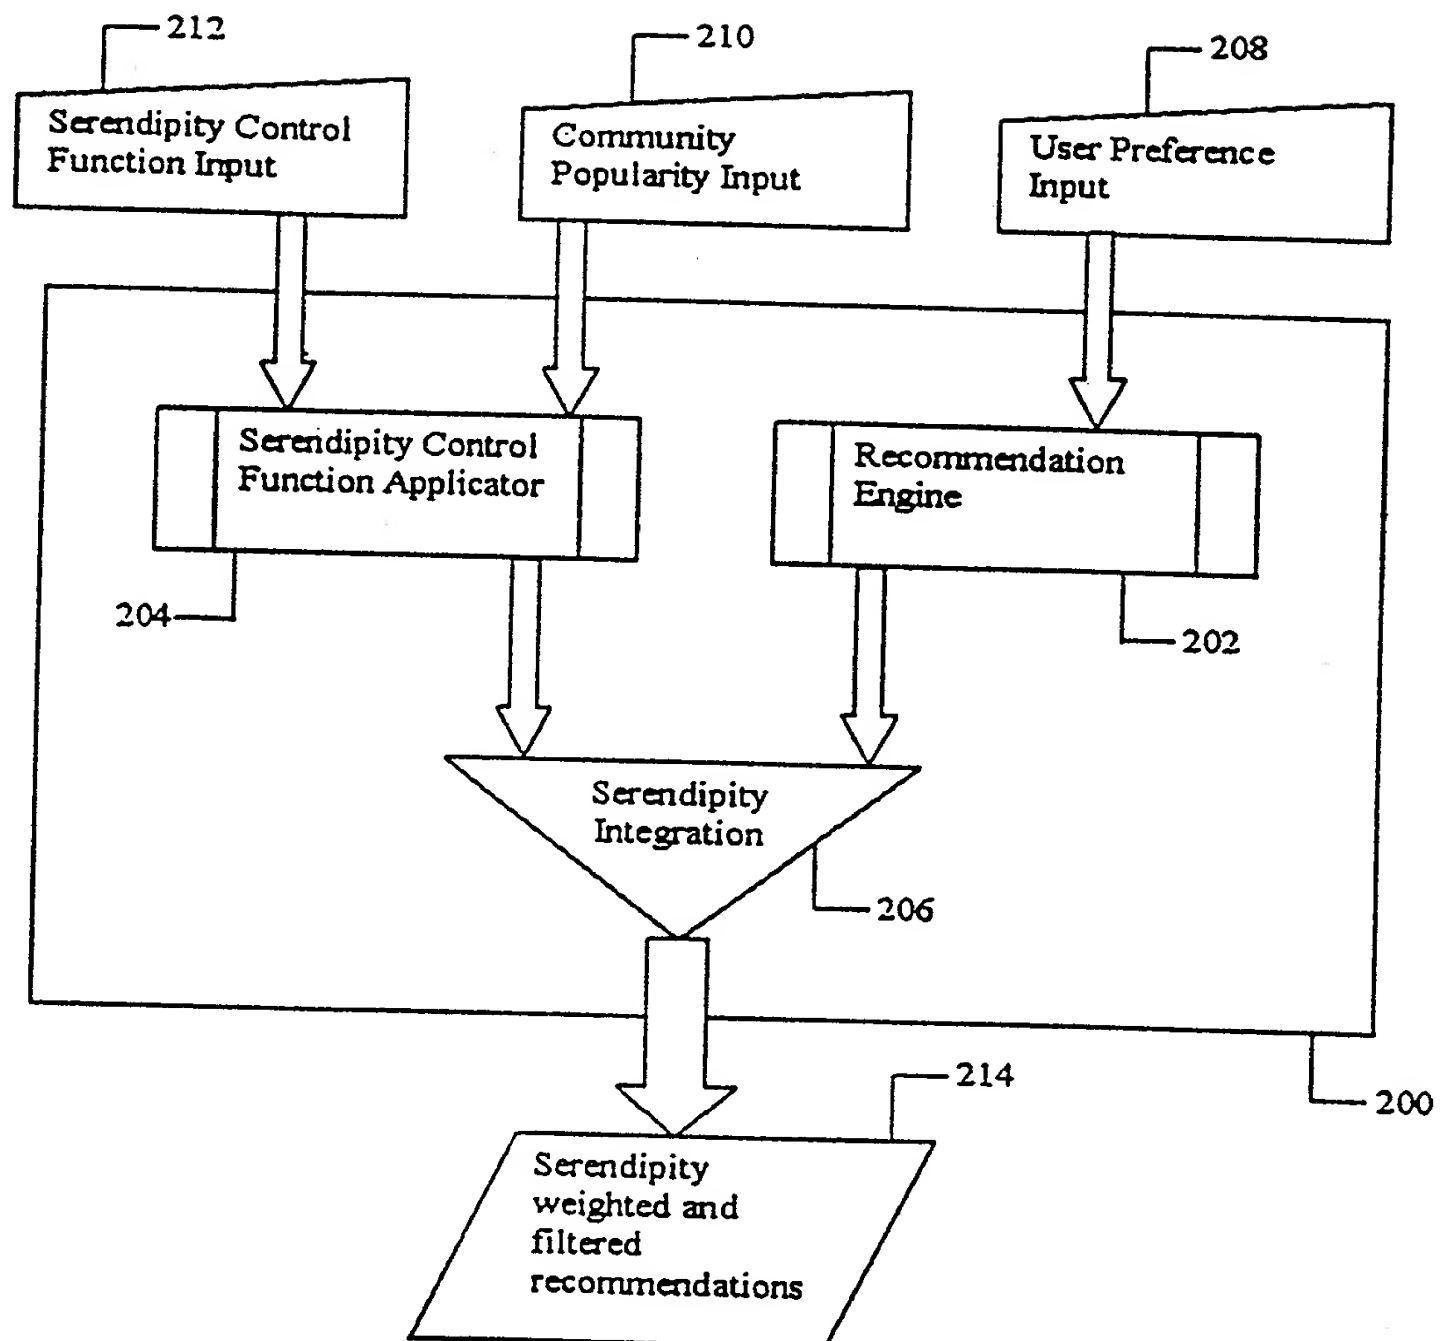 212
210
208
Serendipity Control
Function Input
Community
Popularity Input
User Preference
Input
Serendipity Control
Function Applicator
Recommendation
Engine
204
202
Serendipity
Integration
206
214
200
Serendipity
weighted and
filtered
recommendations